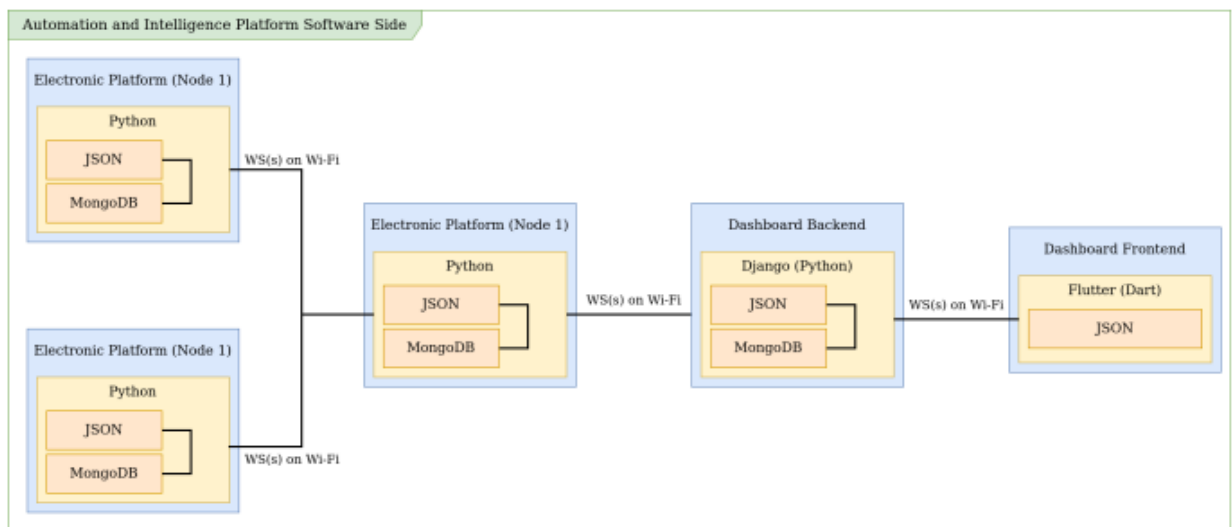 Automation and Intelligence Platform Software Side
Electronic Platform (Node 1)
Python
JSON
MongoDB
WS(s) on Wi-Fi
Electronic Platform (Node 1)
Python
JSON
MongoDB
WS(s) on Wi-Fi
Electronic Platform (Node 1)
Python
JSON
MongoDB
WS(s) on Wi-Fi
Dashboard Backend
Django (Python)
JSON
MongoDB
WS(s) on Wi-Fi
Dashboard Frontend
Flutter (Dart)
JSON